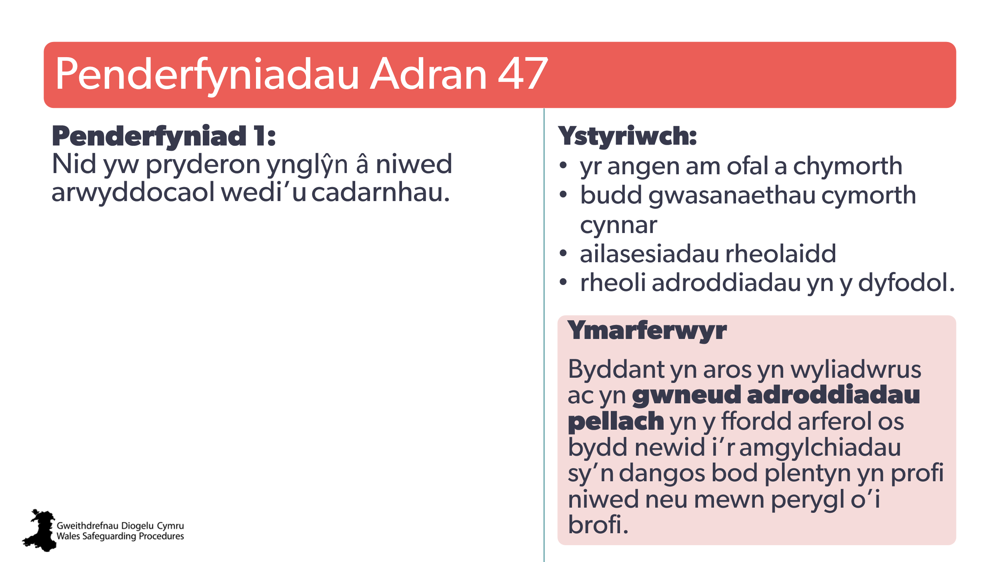 Penderfyniadau Adran 47
Penderfyniad 1:
Nid yw pryderon ynglŷn â niwed
arwyddocaol wedi’u cadarnhau.
Ystyriwch:
• yr angen am ofal a chymorth
• budd gwasanaethau cymorth
cynnar
• ailasesiadau rheolaidd
• rheoli adroddiadau yn y dyfodol.
Ymarferwyr
Byddant yn aros yn wyliadwrus
ac yn gwneud adroddiadau
pellach yn y ffordd arferol os
bydd newid i’r amgylchiadau
sy’n dangos bod plentyn yn profi
niwed neu mewn perygl o’i
brofi.
Gweithdrefnau Diogelu Cymru
Wales Safeguarding Procedures